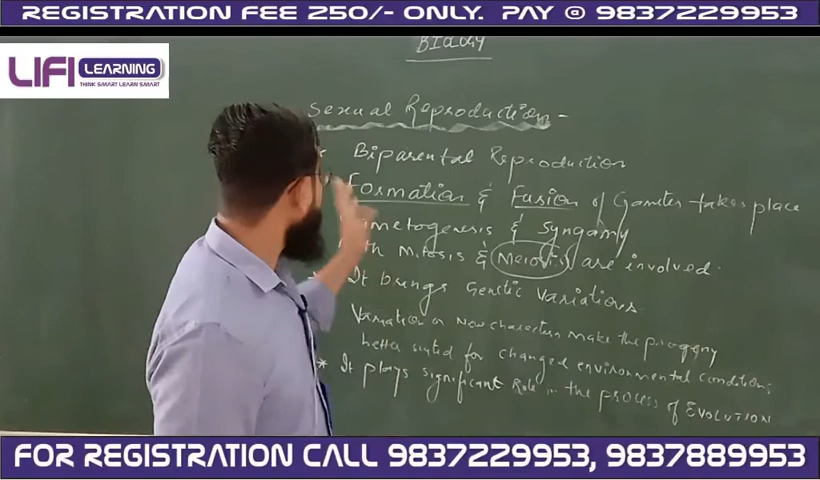 REGISTRATION FEE 250/- ONLY. PAY @ 9837229953
BIOLOGY
LIFI LEARNING
THINK SMART LEARN SMART
Sexual Reproduction -
Biparental Reproduction
Formation & Fusion of Gametes takes place
& Syngamy
Mitosis & Meiosis are involved.
* It brings Genetic Variations.
Variation or New characters make the progeny
better suited for changed environmental conditions
* It plays significant Role in the process of EVOLUTION
FOR REGISTRATION CALL 9837229953, 9837889953